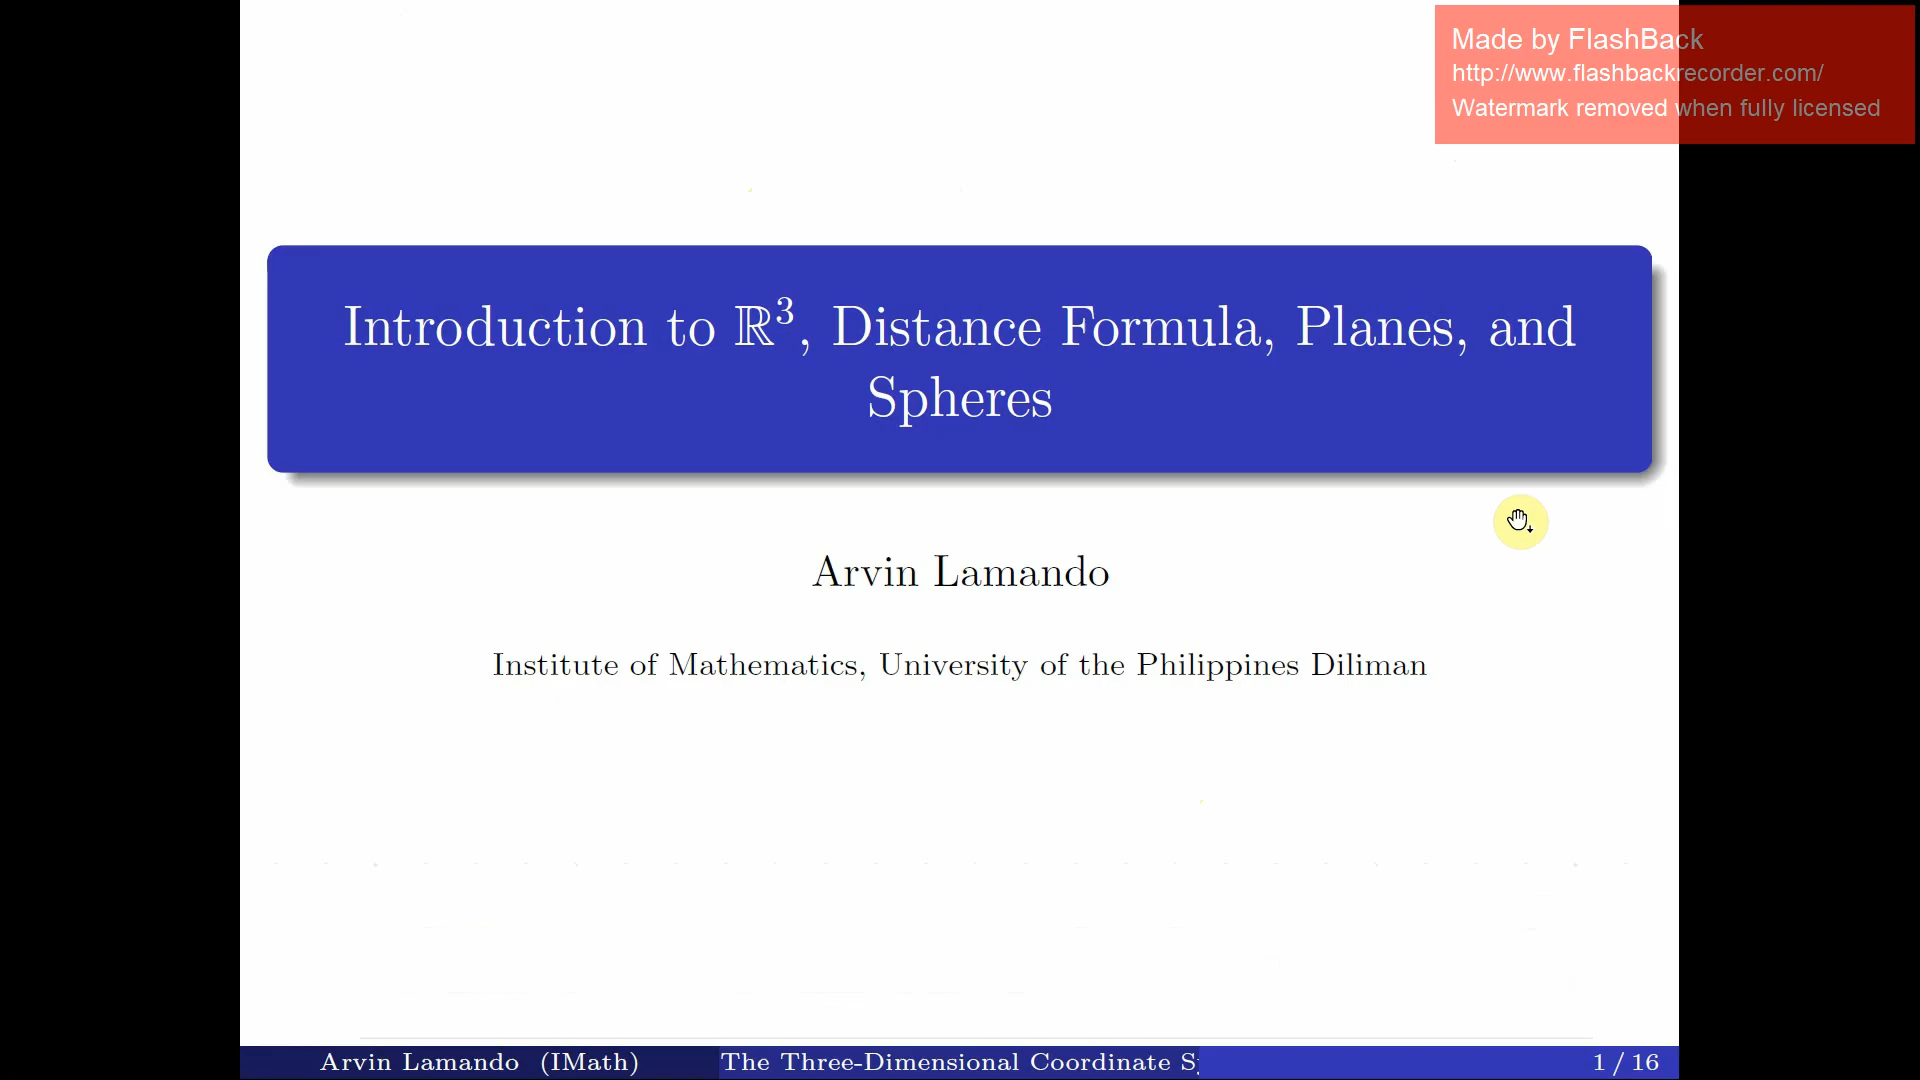 Made by FlashBack
http://www.flashbackrecorder.com/
Watermark removed when fully licensed
Introduction to ℝ³, Distance Formula, Planes, and
Spheres
Arvin Lamando
Institute of Mathematics, University of the Philippines Diliman
Arvin Lamando (IMath)
The Three-Dimensional Coordinate S
1 / 16